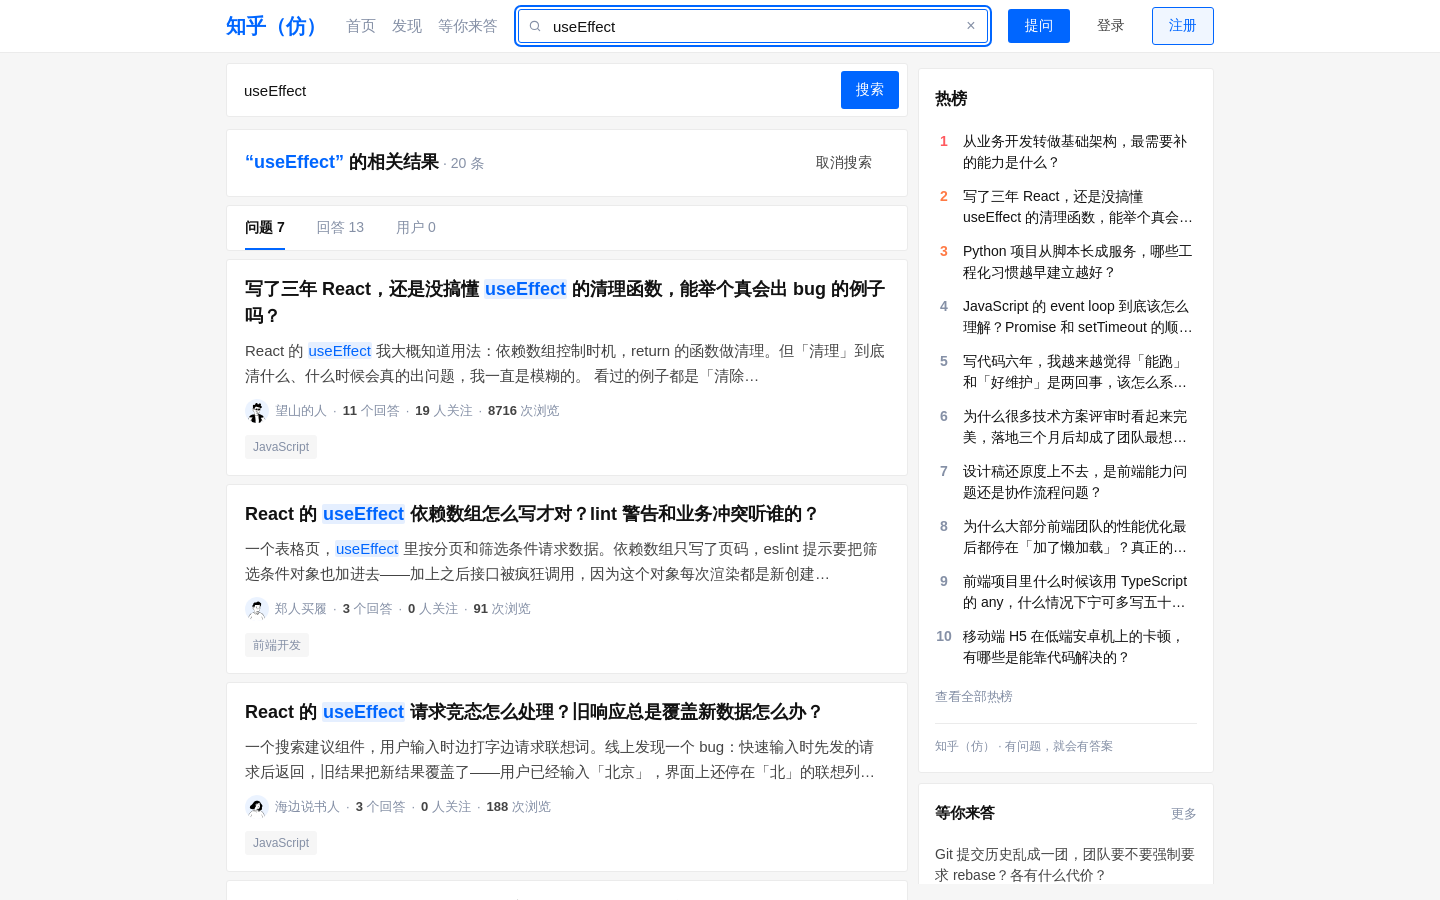 知乎（仿）
首页 发现 等你来答
useEffect ×
提问 登录 注册
useEffect
搜索
“useEffect” 的相关结果 · 20 条
取消搜索
问题 7 回答 13 用户 0
写了三年 React，还是没搞懂 useEffect 的清理函数，能举个真会出 bug 的例子
吗？
React 的 useEffect 我大概知道用法：依赖数组控制时机，return 的函数做清理。但「清理」到底
清什么、什么时候会真的出问题，我一直是模糊的。 看过的例子都是「清除…
望山的人 · 11 个回答 · 19 人关注 · 8716 次浏览
JavaScript
React 的 useEffect 依赖数组怎么写才对？lint 警告和业务冲突听谁的？
一个表格页，useEffect 里按分页和筛选条件请求数据。依赖数组只写了页码，eslint 提示要把筛
选条件对象也加进去——加上之后接口被疯狂调用，因为这个对象每次渲染都是新创建…
郑人买履 · 3 个回答 · 0 人关注 · 91 次浏览
前端开发
React 的 useEffect 请求竞态怎么处理？旧响应总是覆盖新数据怎么办？
一个搜索建议组件，用户输入时边打字边请求联想词。线上发现一个 bug：快速输入时先发的请
求后返回，旧结果把新结果覆盖了——用户已经输入「北京」，界面上还停在「北」的联想列…
海边说书人 · 3 个回答 · 0 人关注 · 188 次浏览
JavaScript
热榜
1 从业务开发转做基础架构，最需要补
的能力是什么？
2 写了三年 React，还是没搞懂
useEffect 的清理函数，能举个真会…
3 Python 项目从脚本长成服务，哪些工
程化习惯越早建立越好？
4 JavaScript 的 event loop 到底该怎么
理解？Promise 和 setTimeout 的顺…
5 写代码六年，我越来越觉得「能跑」
和「好维护」是两回事，该怎么系…
6 为什么很多技术方案评审时看起来完
美，落地三个月后却成了团队最想…
7 设计稿还原度上不去，是前端能力问
题还是协作流程问题？
8 为什么大部分前端团队的性能优化最
后都停在「加了懒加载」？真正的…
9 前端项目里什么时候该用 TypeScript
的 any，什么情况下宁可多写五十…
10 移动端 H5 在低端安卓机上的卡顿，
有哪些是能靠代码解决的？
查看全部热榜
知乎（仿） · 有问题，就会有答案
等你来答 更多
Git 提交历史乱成一团，团队要不要强制要
求 rebase？各有什么代价？